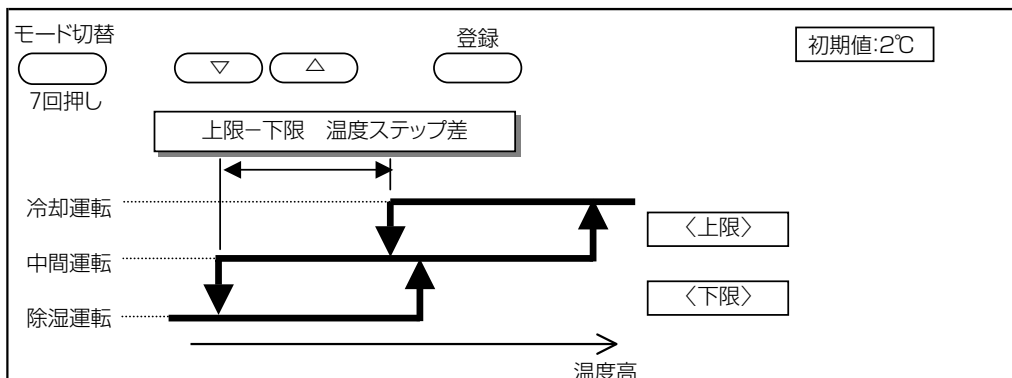 モード切替
登録
初期値:2℃
▽ △
7回押し
上限－下限　温度ステップ差
冷却運転
〈上限〉
中間運転
〈下限〉
除湿運転
温度高